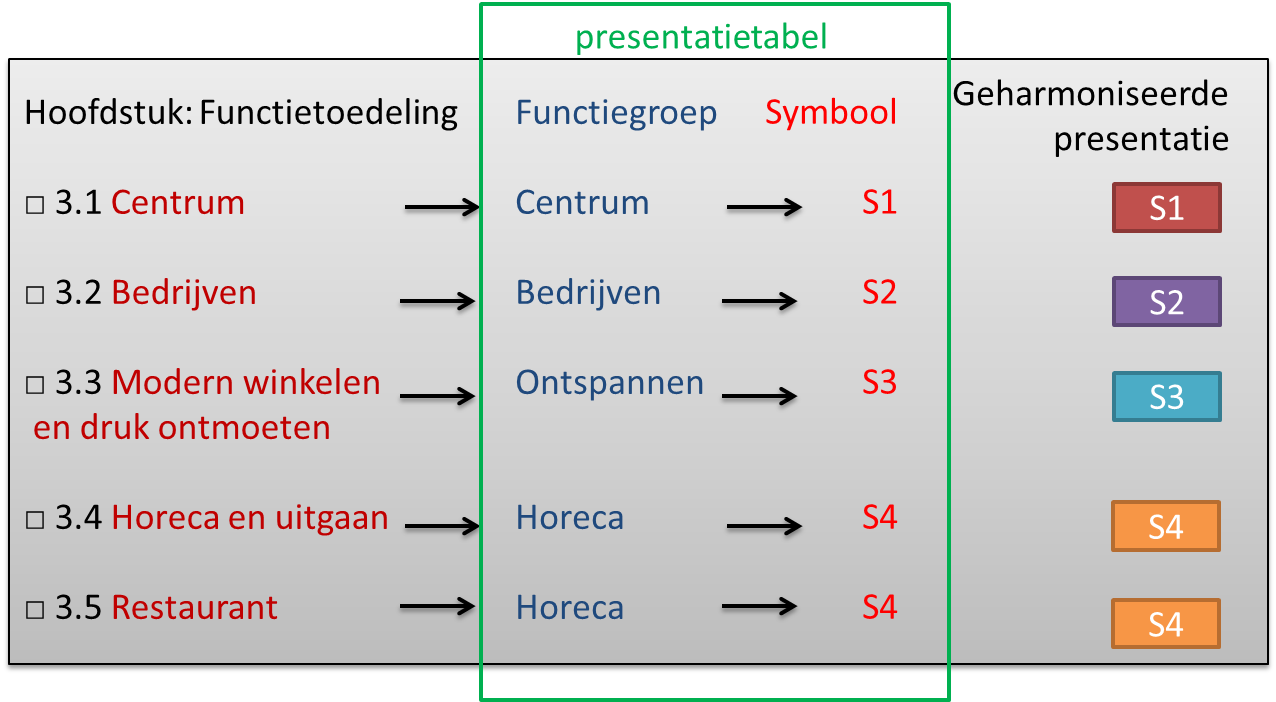 presentatietabel
Hoofdstuk: Functietoedeling Functiegroep Symbool Geharmoniseerde
presentatie
□ 3.1 Centrum Centrum S1 S1
□ 3.2 Bedrijven Bedrijven S2 S2
□ 3.3 Modern winkelen Ontspannen S3 S3
en druk ontmoeten
□ 3.4 Horeca en uitgaan Horeca S4 S4
□ 3.5 Restaurant Horeca S4 S4